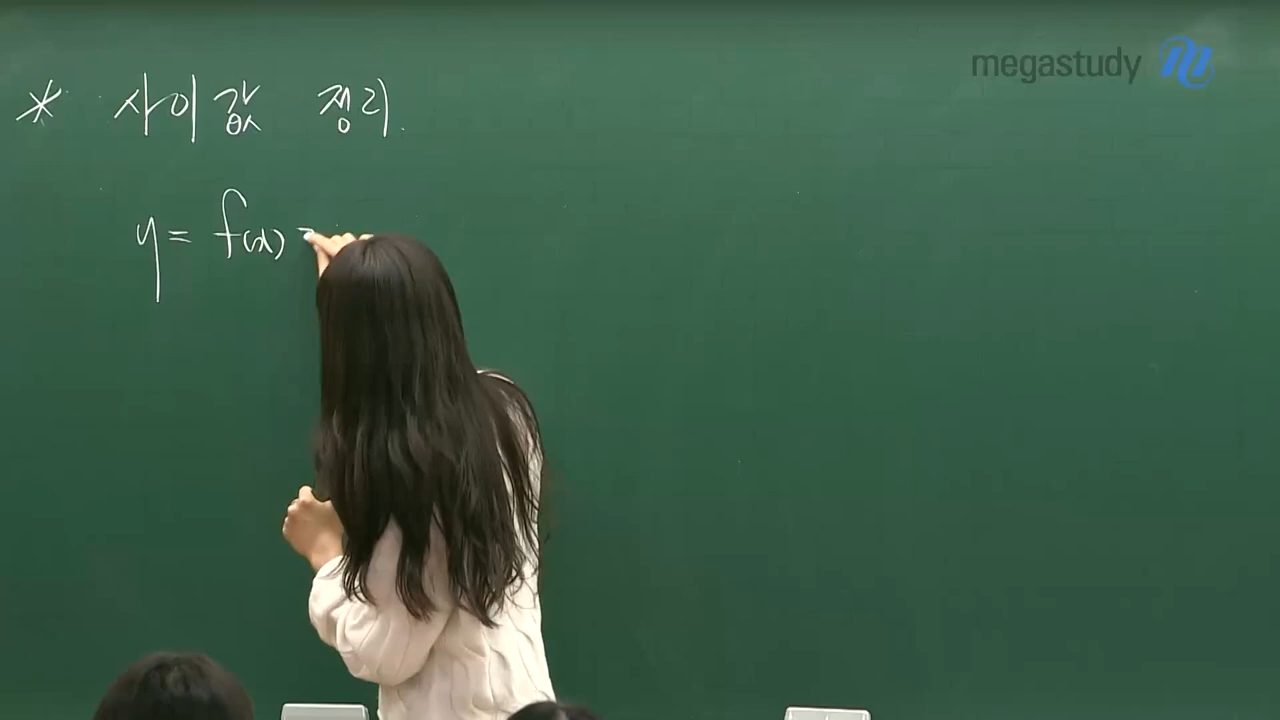 megastudy
* 사이값 정리.
y = f(x)